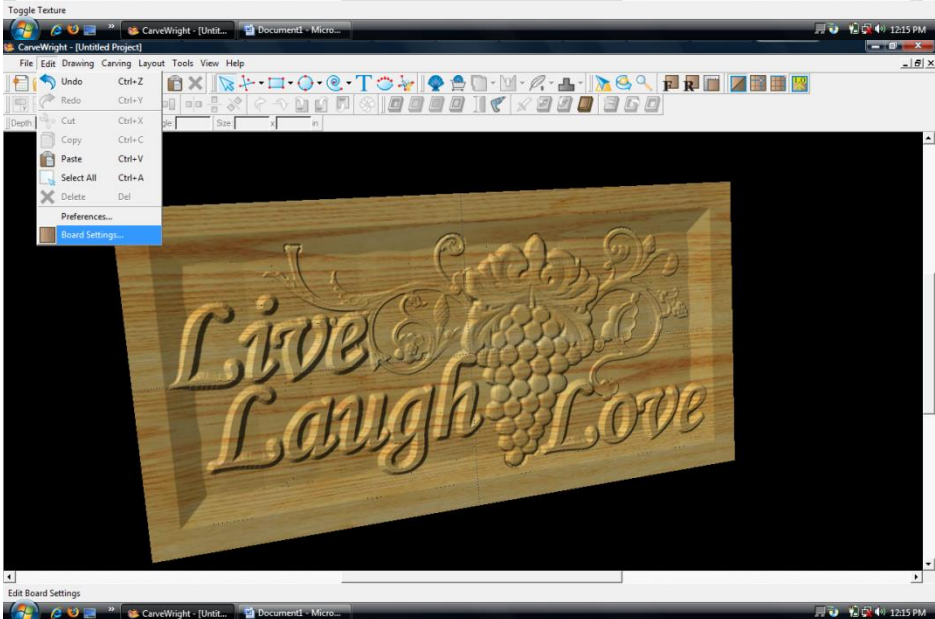 Toggle Texture
CarveWright - [Untit...
Document1 - Micro...
12:15 PM
CarveWright - [Untitled Project]
File Edit Drawing Carving Layout Tools View Help
Undo Ctrl+Z
Redo Ctrl+Y
Cut Ctrl+X
Copy Ctrl+C
Paste Ctrl+V
Select All Ctrl+A
Delete Del
Preferences...
Board Settings...
Depth
Size: x in
Live
Laugh
Love
Edit Board Settings
CarveWright - [Untit...
Document1 - Micro...
12:15 PM